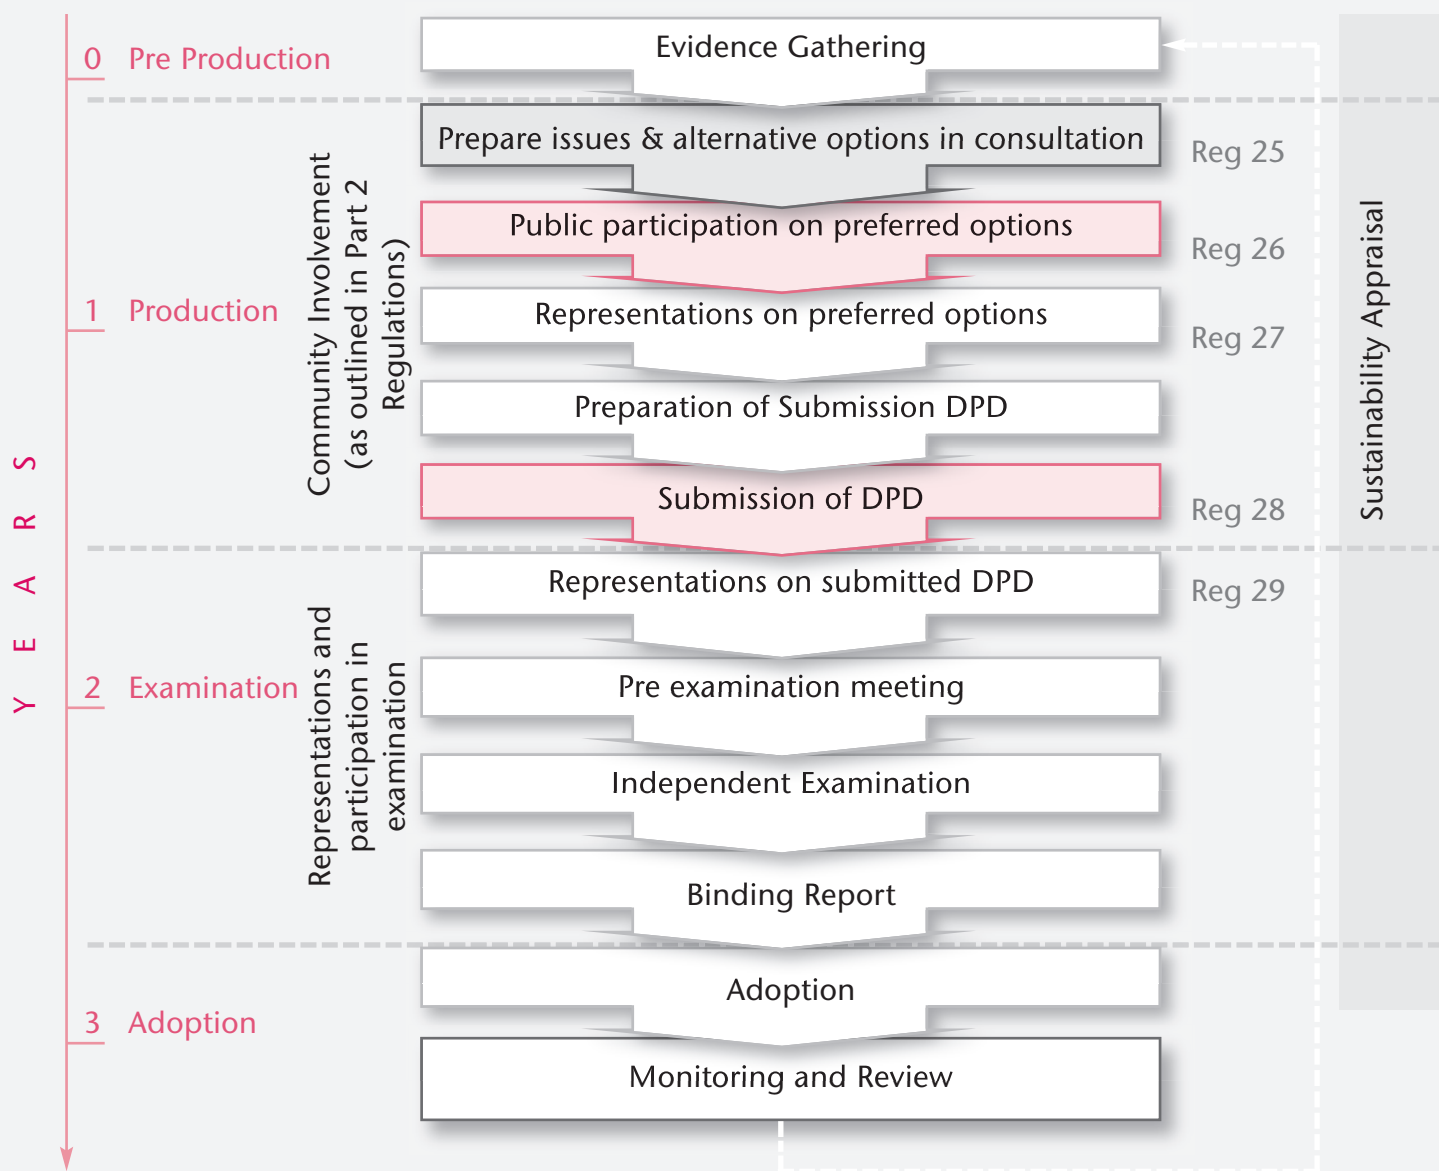 0 Pre Production
Evidence Gathering
Prepare issues & alternative options in consultation
Reg 25
Public participation on preferred options
Reg 26
1 Production
Community Involvement
(as outlined in Part 2
Regulations)
Representations on preferred options
Reg 27
Preparation of Submission DPD
Submission of DPD
Reg 28
Sustainability Appraisal
YEARS
Representations on submitted DPD
Reg 29
2 Examination
Representations and
participation in
examination
Pre examination meeting
Independent Examination
Binding Report
3 Adoption
Adoption
Monitoring and Review